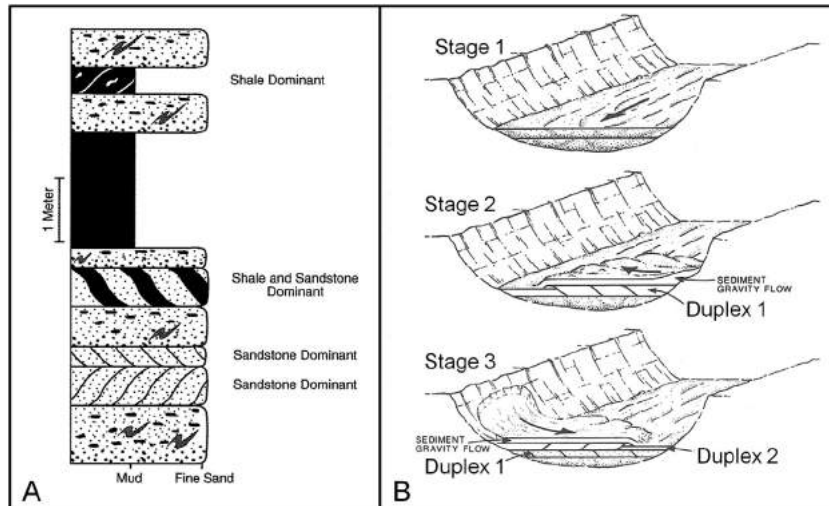 Shale Dominant
1 Meter
Shale and Sandstone
Dominant
Sandstone Dominant
Sandstone Dominant
A
Mud
Fine Sand
Stage 1
Stage 2
SEDIMENT
GRAVITY FLOW
Duplex 1
Stage 3
SEDIMENT
GRAVITY FLOW
Duplex 1
Duplex 2
B